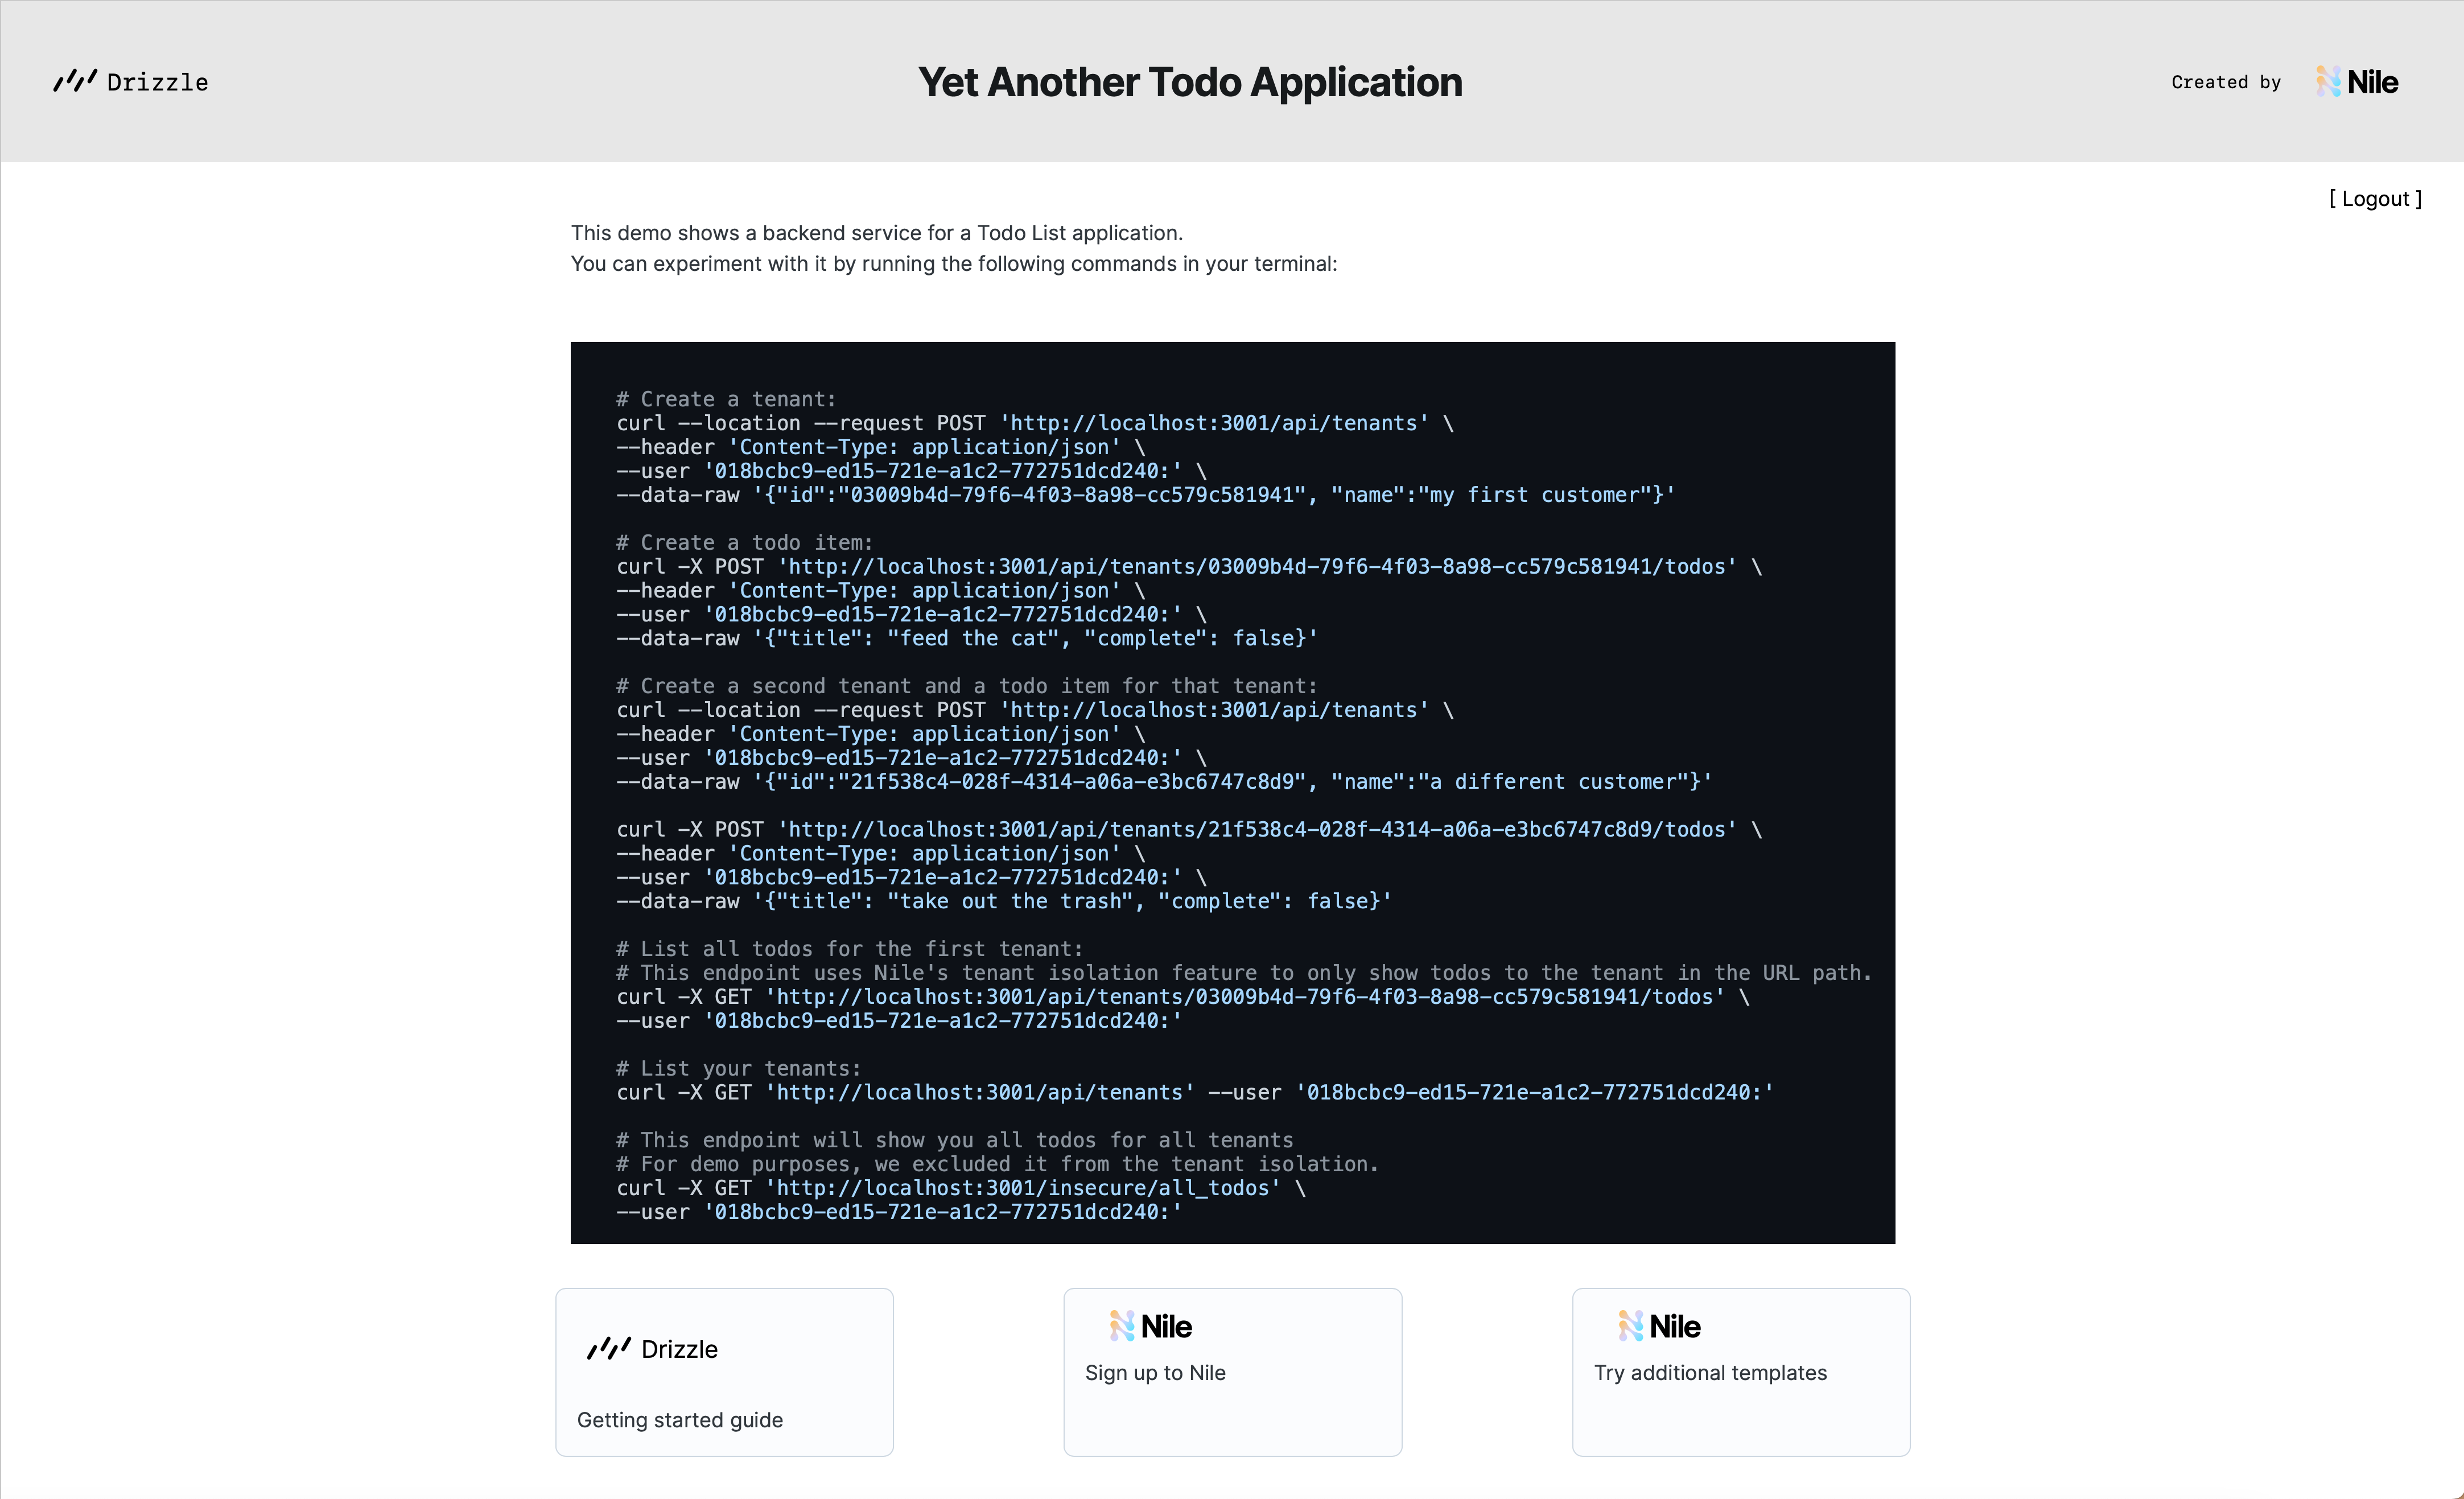 Drizzle
Yet Another Todo Application
Created by Nile
[ Logout ]
This demo shows a backend service for a Todo List application.
You can experiment with it by running the following commands in your terminal:
# Create a tenant:
curl --location --request POST 'http://localhost:3001/api/tenants' \
--header 'Content-Type: application/json' \
--user '018bcbc9-ed15-721e-a1c2-772751dcd240:' \
--data-raw '{"id":"03009b4d-79f6-4f03-8a98-cc579c581941", "name":"my first customer"}'
# Create a todo item:
curl -X POST 'http://localhost:3001/api/tenants/03009b4d-79f6-4f03-8a98-cc579c581941/todos' \
--header 'Content-Type: application/json' \
--user '018bcbc9-ed15-721e-a1c2-772751dcd240:' \
--data-raw '{"title": "feed the cat", "complete": false}'
# Create a second tenant and a todo item for that tenant:
curl --location --request POST 'http://localhost:3001/api/tenants' \
--header 'Content-Type: application/json' \
--user '018bcbc9-ed15-721e-a1c2-772751dcd240:' \
--data-raw '{"id":"21f538c4-028f-4314-a06a-e3bc6747c8d9", "name":"a different customer"}'
curl -X POST 'http://localhost:3001/api/tenants/21f538c4-028f-4314-a06a-e3bc6747c8d9/todos' \
--header 'Content-Type: application/json' \
--user '018bcbc9-ed15-721e-a1c2-772751dcd240:' \
--data-raw '{"title": "take out the trash", "complete": false}'
# List all todos for the first tenant:
# This endpoint uses Nile's tenant isolation feature to only show todos to the tenant in the URL path.
curl -X GET 'http://localhost:3001/api/tenants/03009b4d-79f6-4f03-8a98-cc579c581941/todos' \
--user '018bcbc9-ed15-721e-a1c2-772751dcd240:'
# List your tenants:
curl -X GET 'http://localhost:3001/api/tenants' --user '018bcbc9-ed15-721e-a1c2-772751dcd240:'
# This endpoint will show you all todos for all tenants
# For demo purposes, we excluded it from the tenant isolation.
curl -X GET 'http://localhost:3001/insecure/all_todos' \
--user '018bcbc9-ed15-721e-a1c2-772751dcd240:'
Drizzle
Getting started guide
Nile
Sign up to Nile
Nile
Try additional templates